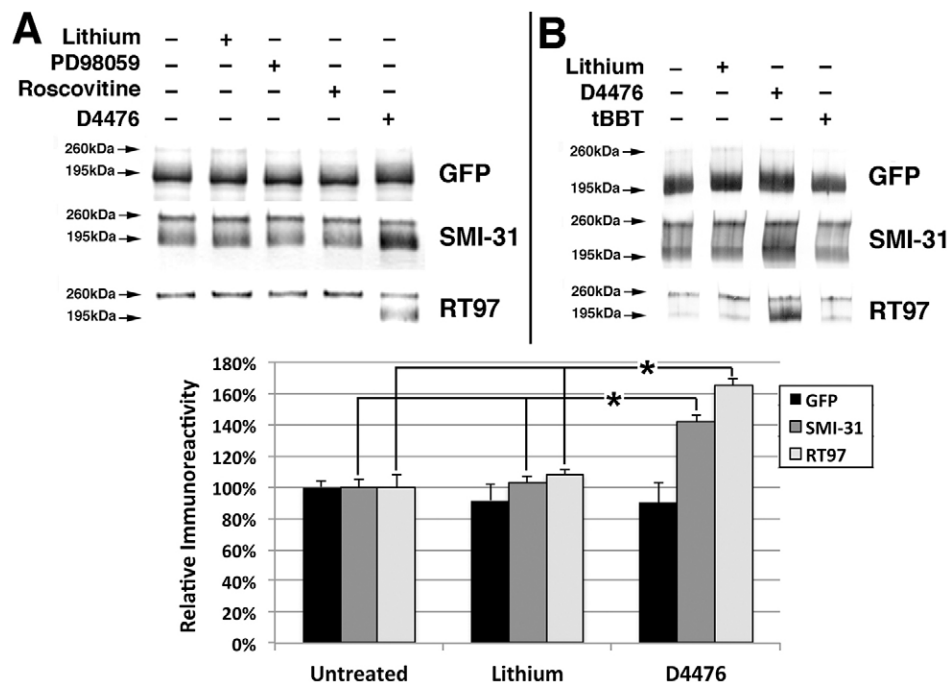 A
Lithium – + – – –
PD98059 – – + – –
Roscovitine – – – + –
D4476 – – – – +
260kDa
195kDa
GFP
260kDa
195kDa
SMI-31
260kDa
195kDa
RT97
B
Lithium – + – –
D4476 – – + –
tBBT – – – +
260kDa
195kDa
GFP
260kDa
195kDa
SMI-31
260kDa
195kDa
RT97
Relative Immunoreactivity
180%
160%
140%
120%
100%
80%
60%
40%
20%
0%
*
*
GFP
SMI-31
RT97
Untreated Lithium D4476